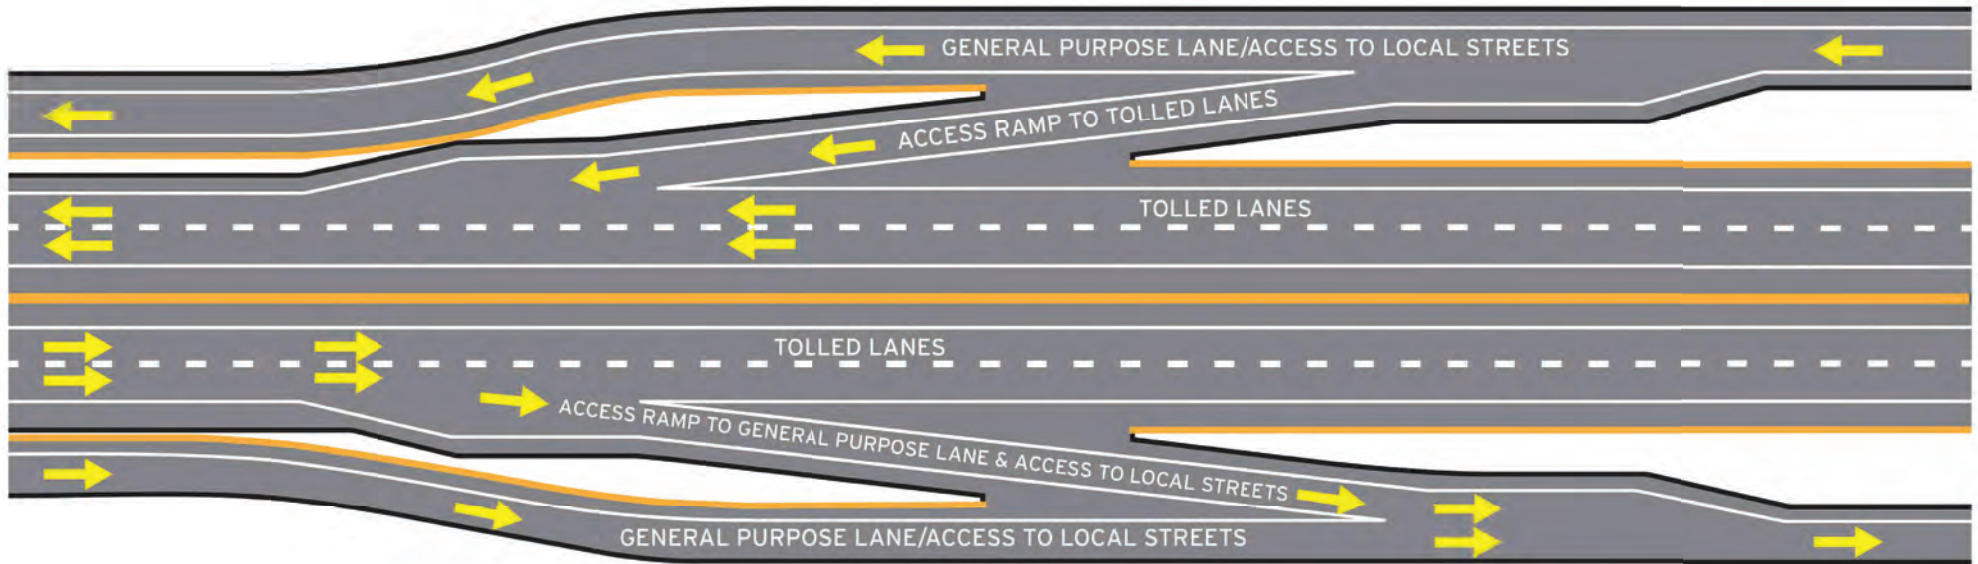 GENERAL PURPOSE LANE/ACCESS TO LOCAL STREETS
ACCESS RAMP TO TOLLED LANES
TOLLED LANES
TOLLED LANES
ACCESS RAMP TO GENERAL PURPOSE LANE & ACCESS TO LOCAL STREETS
GENERAL PURPOSE LANE/ACCESS TO LOCAL STREETS